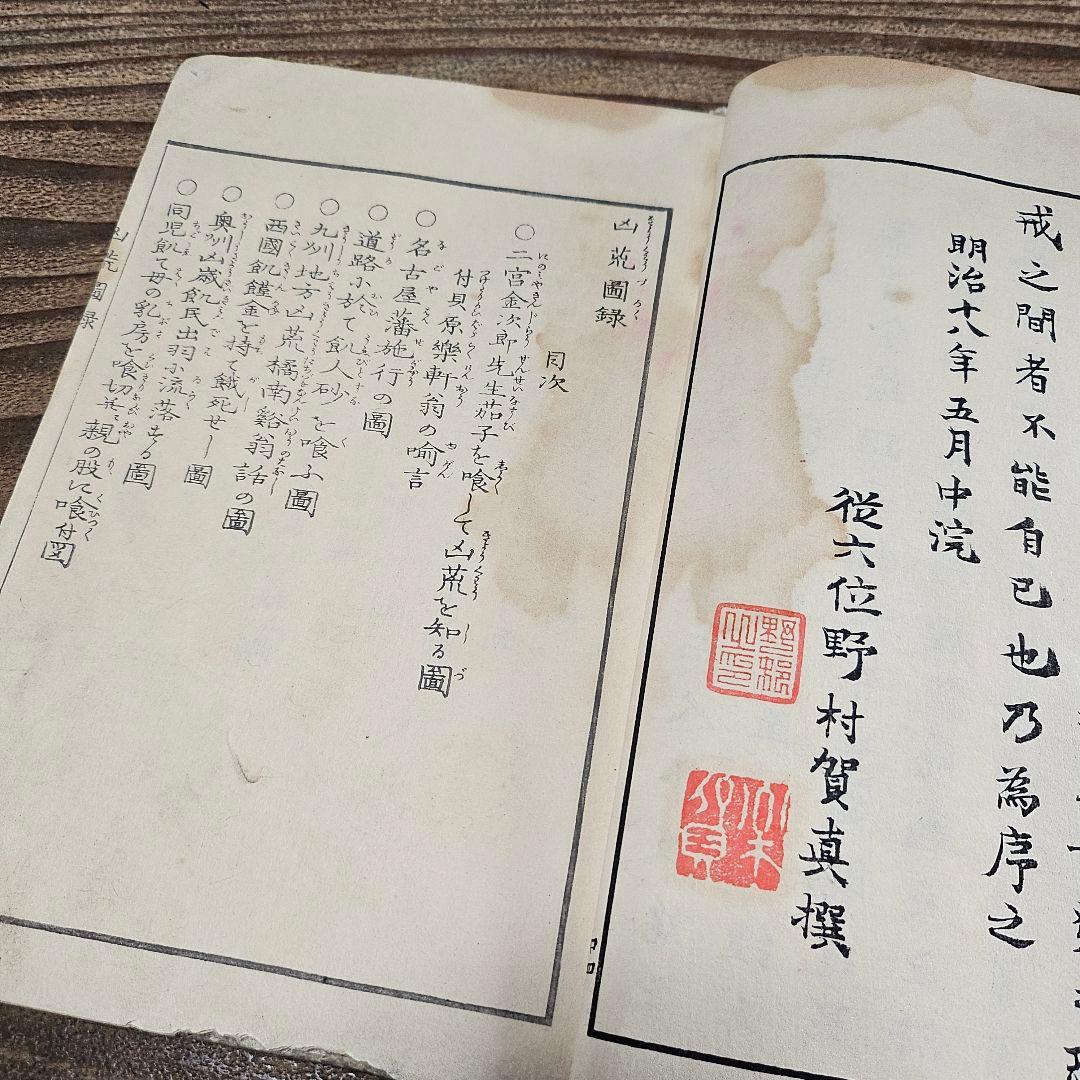 戒之間者不能自已也乃為序之
明治十八年五月中浣
従六位野村賀真撰
凶荒圖録
目次
○二宮金次郎先生茄子を喰して凶荒を知る圖
付貝原樂軒翁の喩言
○名古屋藩施行の圖
○道路小於て飢人砂を喰ふ圖
○九州地方凶荒橘南谿翁話の圖
○西國飢饉金を持て餓死せし圖
○奥州凶歳飢民出羽小流落する圖
○同児飢て母の乳房を喰切又親の股に喰付図
凶荒圖録